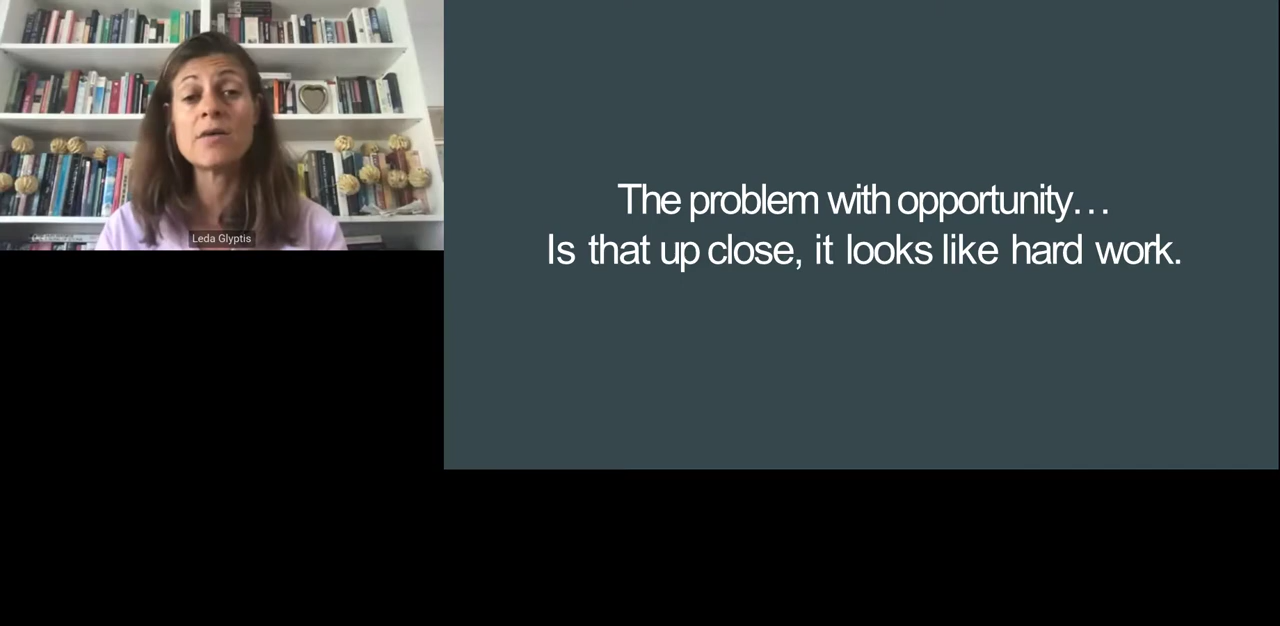 Leda Glyptis
The problem with opportunity…
Is that up close, it looks like hard work.